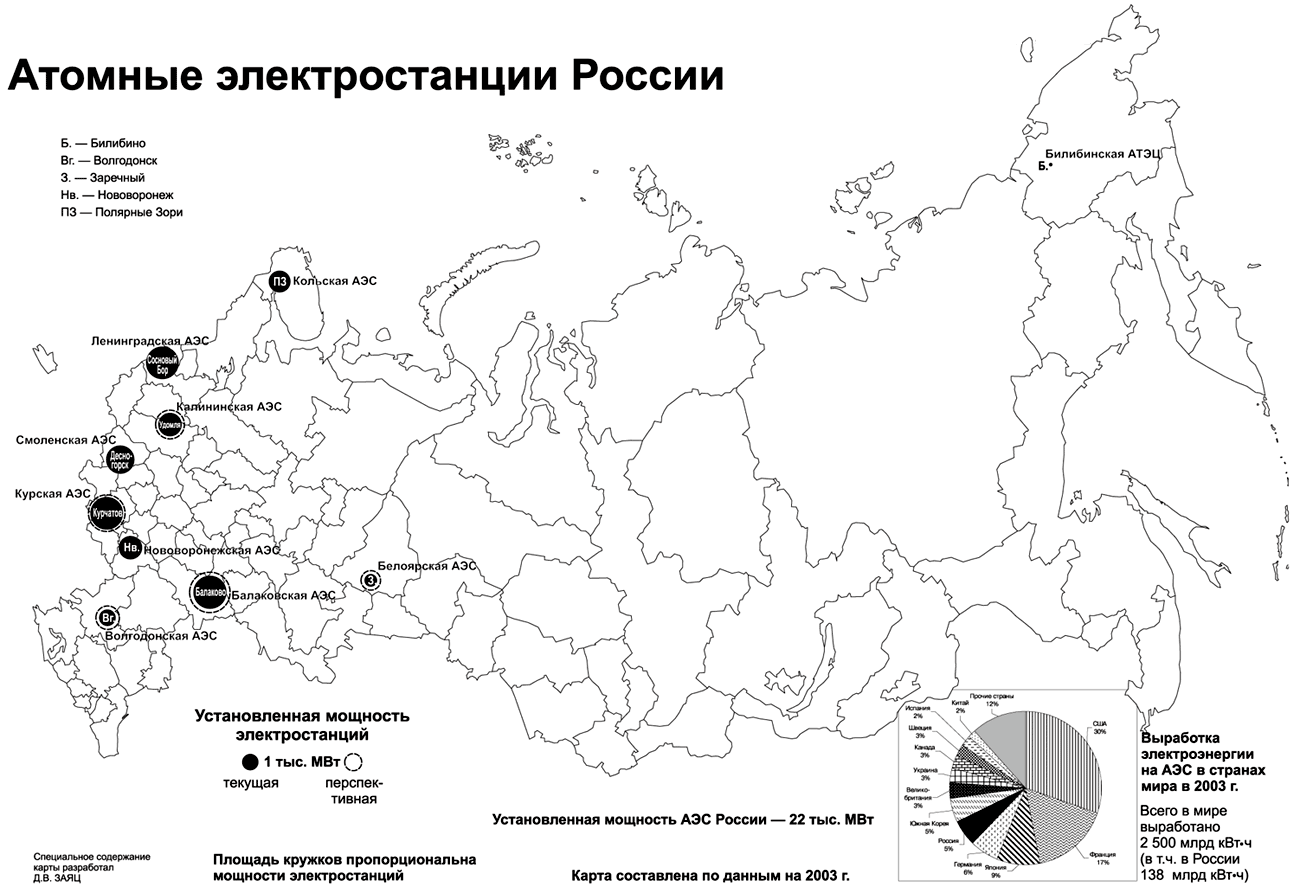 Атомные электростанции России
Б. — Билибино
Вг. — Волгодонск
З. — Заречный
Нв. — Нововоронеж
ПЗ — Полярные Зори
Билибинская АТЭЦ
Б.
ПЗ
Кольская АЭС
Ленинградская АЭС
Сосновый
Бор
Калининская АЭС
Удомля
Смоленская АЭС
Десно-
горск
Курская АЭС
Курчатов
Нв.
Нововоронежская АЭС
Белоярская АЭС
З
Балаково
Балаковская АЭС
Вг
Волгодонская АЭС
Установленная мощность
электростанций
1 тыс. МВт
текущая
перспек-
тивная
Площадь кружков пропорциональна
мощности электростанций
Специальное содержание
карты разработал
Д.В. ЗАЯЦ
Установленная мощность АЭС России — 22 тыс. МВт
Карта составлена по данным на 2003 г.
Прочие страны
12%
Китай
2%
Испания
2%
Швеция
3%
Канада
3%
Украина
3%
Велико-
британия
3%
Южная Корея
5%
Россия
5%
Германия
6%
Япония
9%
Франция
17%
США
30%
Выработка
электроэнергии
на АЭС в странах
мира в 2003 г.
Всего в мире
выработано
2 500 млрд кВт•ч
(в т.ч. в России
138 млрд кВт•ч)